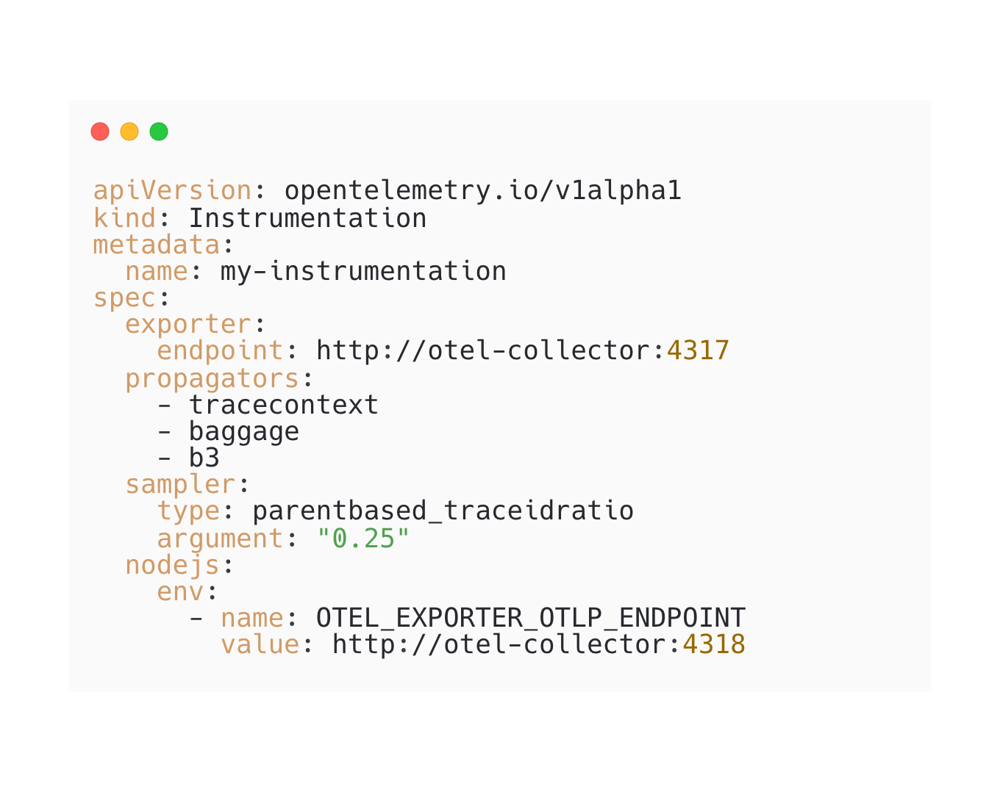 apiVersion: opentelemetry.io/v1alpha1
kind: Instrumentation
metadata:
  name: my-instrumentation
spec:
  exporter:
    endpoint: http://otel-collector:4317
  propagators:
    - tracecontext
    - baggage
    - b3
  sampler:
    type: parentbased_traceidratio
    argument: "0.25"
  nodejs:
    env:
      - name: OTEL_EXPORTER_OTLP_ENDPOINT
        value: http://otel-collector:4318